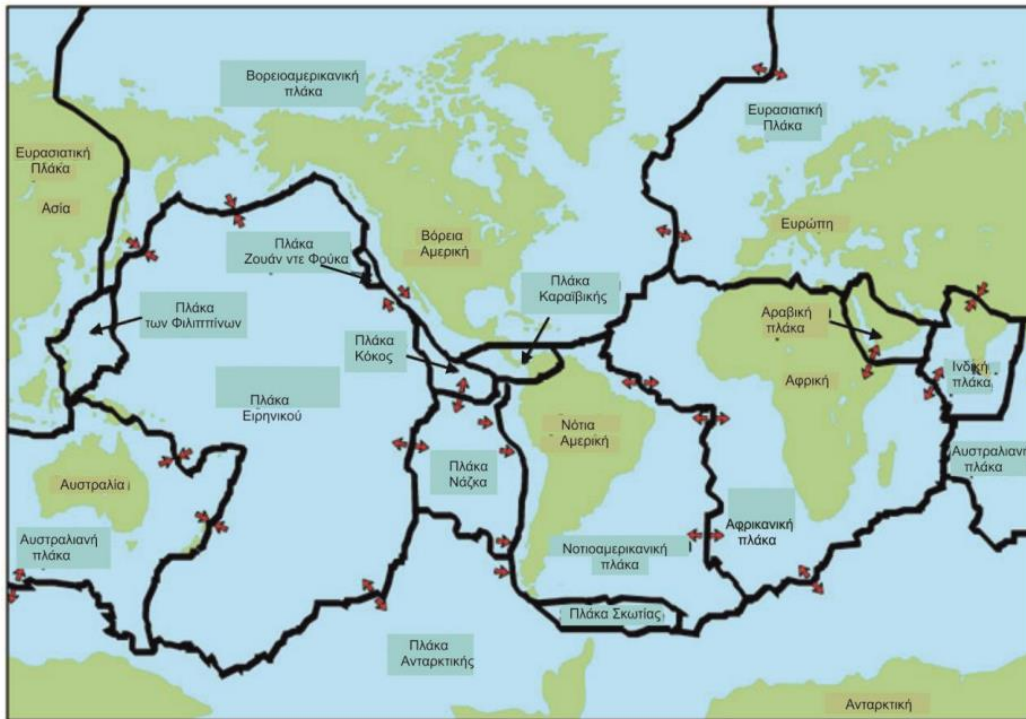 Βορειοαμερικανική
πλάκα
Ευρασιατική
Πλάκα
Ευρασιατική
Πλάκα
Ασία
Ευρώπη
Πλάκα
Ζουάν ντε Φούκα
Βόρεια
Αμερική
Πλάκα
Καραϊβικής
Πλάκα
των Φιλιππίνων
Αραβική
πλάκα
Πλάκα
Κόκος
Ινδική
πλάκα
Αφρική
Πλάκα
Ειρηνικού
Νότια
Αμερική
Πλάκα
Νάζκα
Αυστραλιανή
πλάκα
Αυστραλία
Αφρικανική
πλάκα
Αυστραλιανή
πλάκα
Νοτιοαμερικανική
πλάκα
Πλάκα Σκωτίας
Πλάκα
Ανταρκτικής
Ανταρκτική